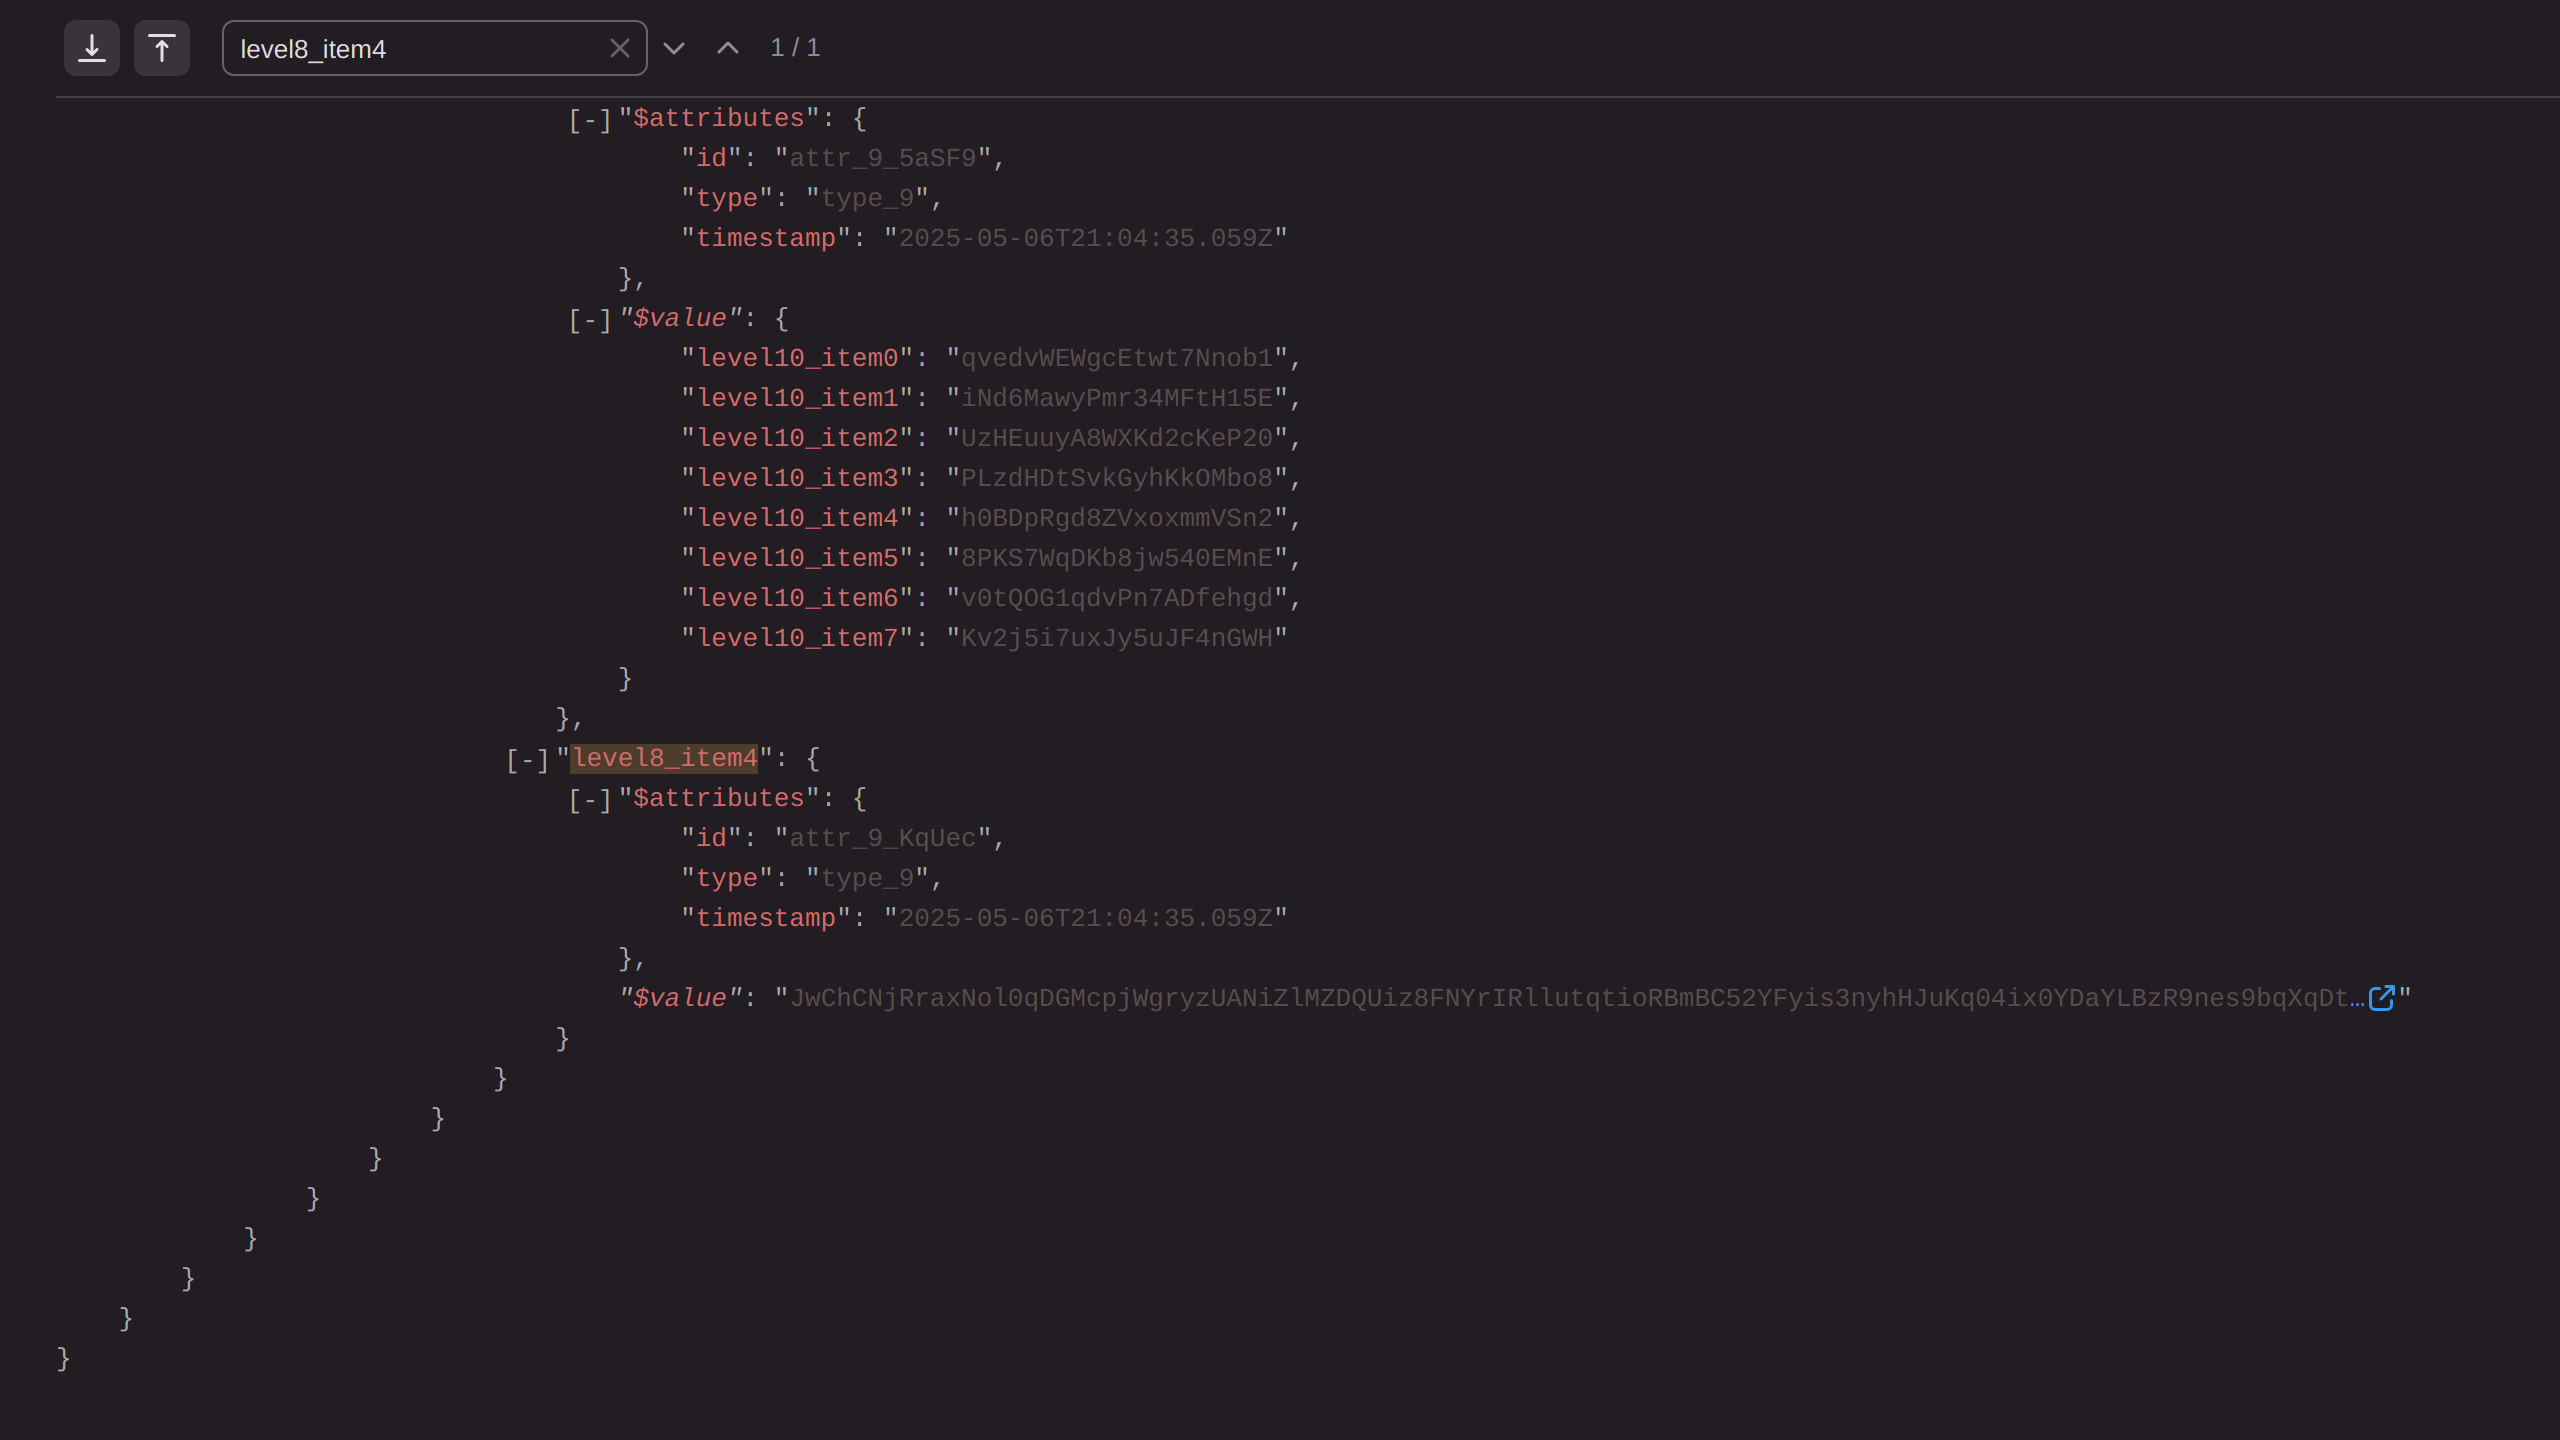 level8_item4 1 / 1
[-]"$attributes": {
"id": "attr_9_5aSF9",
"type": "type_9",
"timestamp": "2025-05-06T21:04:35.059Z"
},
[-]"$value": {
"level10_item0": "qvedvWEWgcEtwt7Nnob1",
"level10_item1": "iNd6MawyPmr34MFtH15E",
"level10_item2": "UzHEuuyA8WXKd2cKeP20",
"level10_item3": "PLzdHDtSvkGyhKkOMbo8",
"level10_item4": "h0BDpRgd8ZVxoxmmVSn2",
"level10_item5": "8PKS7WqDKb8jw540EMnE",
"level10_item6": "v0tQOG1qdvPn7ADfehgd",
"level10_item7": "Kv2j5i7uxJy5uJF4nGWH"
}
},
[-]"level8_item4": {
[-]"$attributes": {
"id": "attr_9_KqUec",
"type": "type_9",
"timestamp": "2025-05-06T21:04:35.059Z"
},
"$value": "JwChCNjRraxNol0qDGMcpjWgryzUANiZlMZDQUiz8FNYrIRllutqtioRBmBC52YFyis3nyhHJuKq04ix0YDaYLBzR9nes9bqXqDt…"
}
}
}
}
}
}
}
}
}